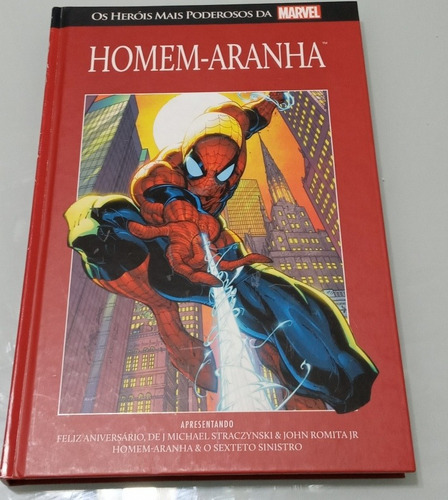 OS HERÓIS MAIS PODEROSOS DA MARVEL
HOMEM-ARANHA™
APRESENTANDO
FELIZ ANIVERSÁRIO, DE J MICHAEL STRACZYNSKI & JOHN ROMITA JR
HOMEM-ARANHA & O SEXTETO SINISTRO